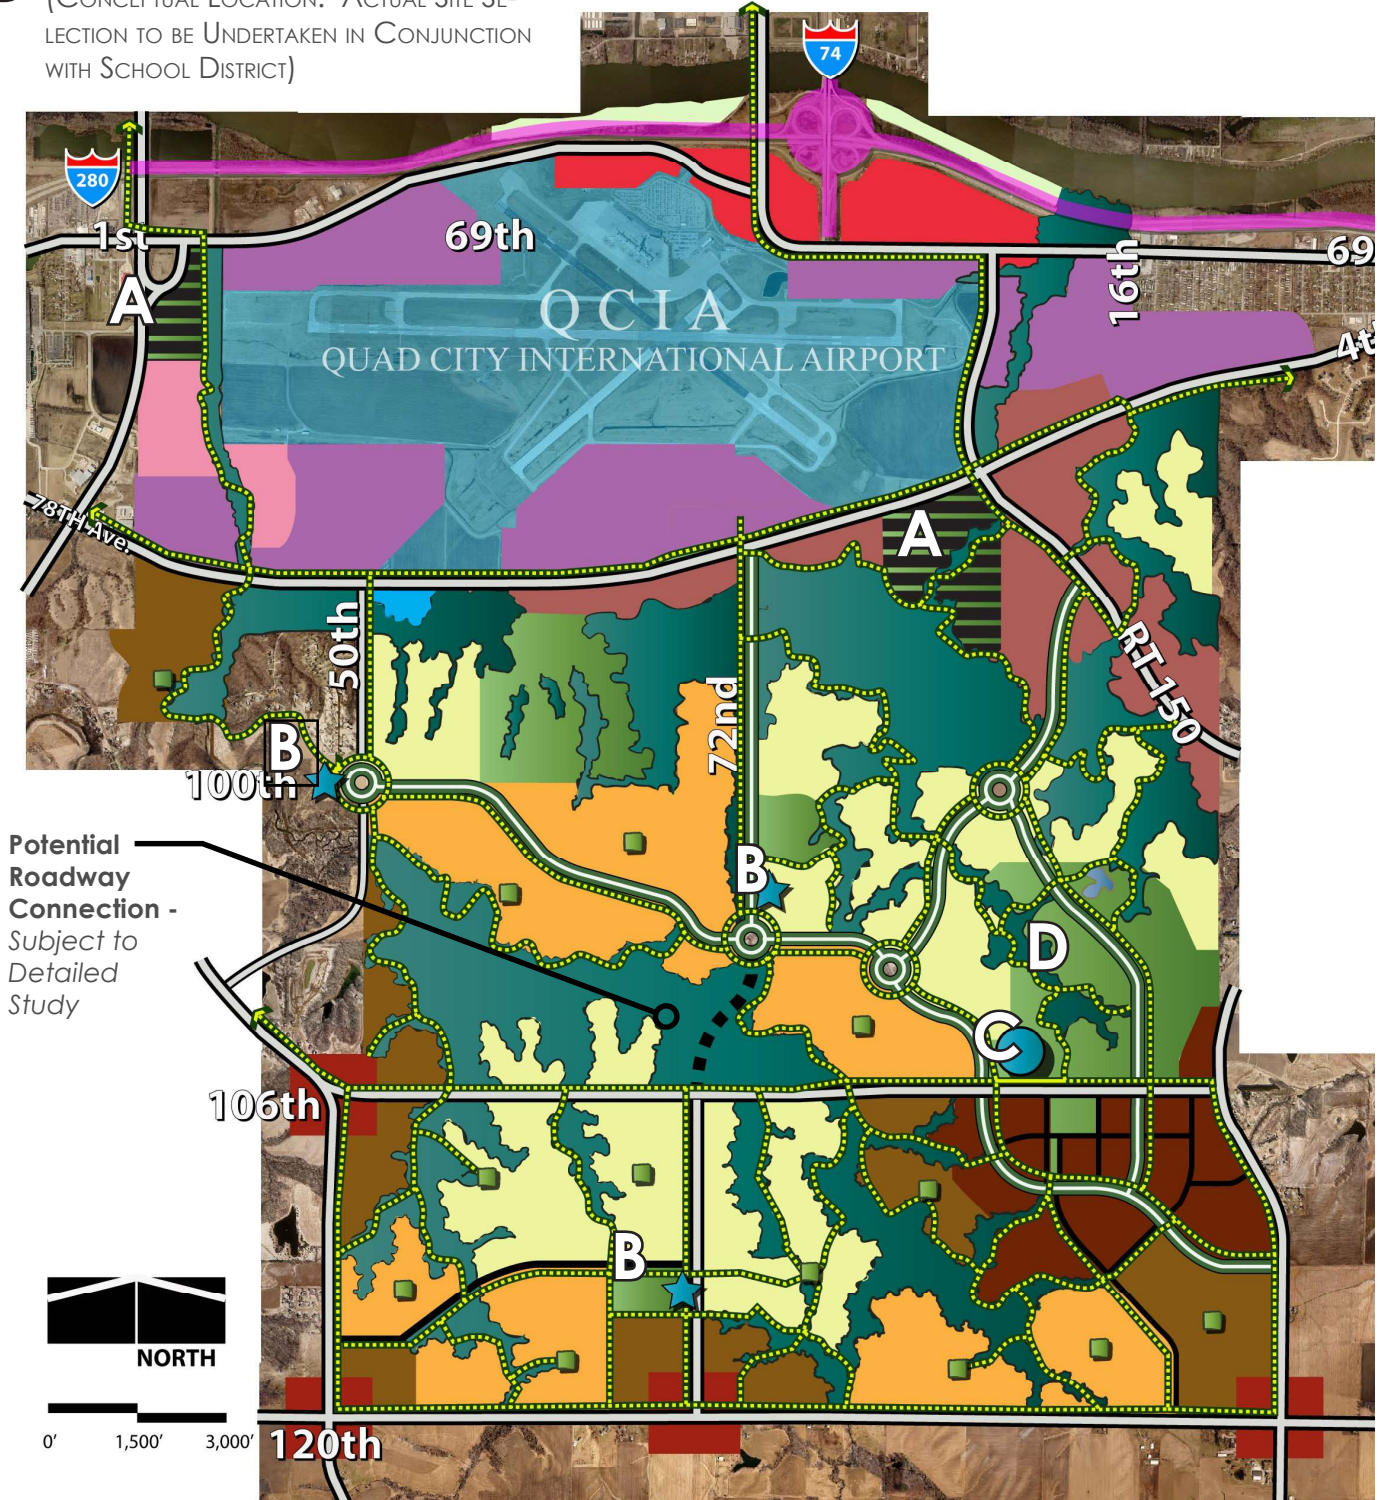 (Conceptual Location. Actual Site Se-
lection to be Undertaken in Conjunction
with School District)
74
280
1st
69th
69
16th
A
QCIA
QUAD CITY INTERNATIONAL AIRPORT
4t
78TH Ave.
A
50th
RT 150
72nd
B
100th
Potential
Roadway
Connection -
Subject to
Detailed
Study
B
D
C
106th
B
NORTH
0' 1,500' 3,000'
120th